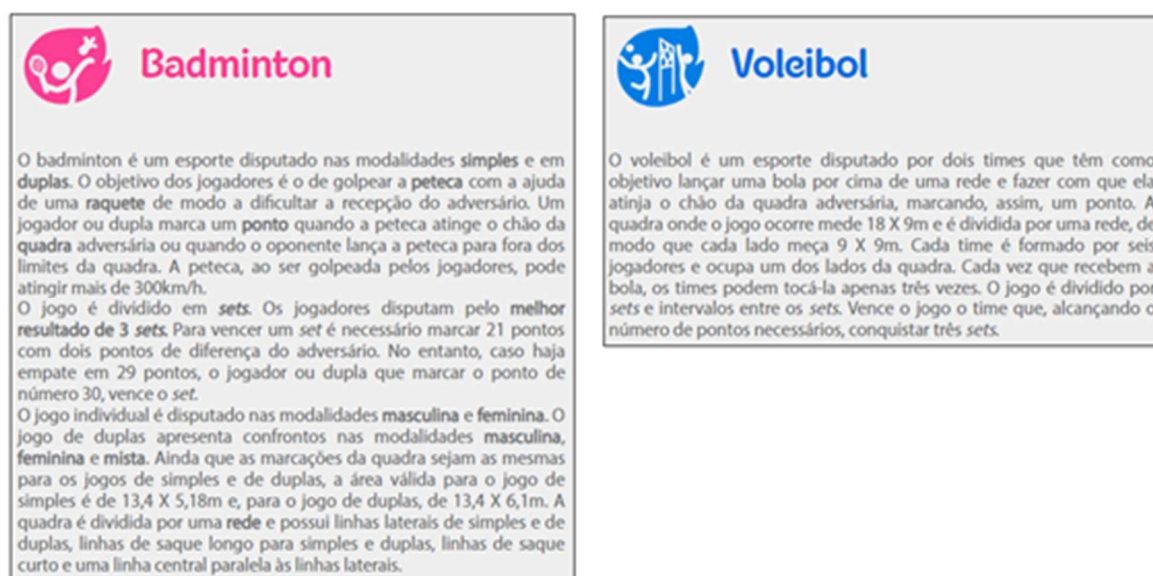 Badminton
O badminton é um esporte disputado nas modalidades simples e em
duplas. O objetivo dos jogadores é o de golpear a peteca com a ajuda
de uma raquete de modo a dificultar a recepção do adversário. Um
jogador ou dupla marca um ponto quando a peteca atinge o chão da
quadra adversária ou quando o oponente lança a peteca para fora dos
limites da quadra. A peteca, ao ser golpeada pelos jogadores, pode
atingir mais de 300km/h.
O jogo é dividido em sets. Os jogadores disputam pelo melhor
resultado de 3 sets. Para vencer um set é necessário marcar 21 pontos
com dois pontos de diferença do adversário. No entanto, caso haja
empate em 29 pontos, o jogador ou dupla que marcar o ponto de
número 30, vence o set.
O jogo individual é disputado nas modalidades masculina e feminina. O
jogo de duplas apresenta confrontos nas modalidades masculina,
feminina e mista. Ainda que as marcações da quadra sejam as mesmas
para os jogos de simples e de duplas, a área válida para o jogo de
simples é de 13,4 X 5,18m e, para o jogo de duplas, de 13,4 X 6,1m. A
quadra é dividida por uma rede e possui linhas laterais de simples e de
duplas, linhas de saque longo para simples e duplas, linhas de saque
curto e uma linha central paralela às linhas laterais.
Voleibol
O voleibol é um esporte disputado por dois times que têm como
objetivo lançar uma bola por cima de uma rede e fazer com que ela
atinja o chão da quadra adversária, marcando, assim, um ponto. A
quadra onde o jogo ocorre mede 18 X 9m e é dividida por uma rede, de
modo que cada lado meça 9 X 9m. Cada time é formado por seis
jogadores e ocupa um dos lados da quadra. Cada vez que recebem a
bola, os times podem tocá-la apenas três vezes. O jogo é dividido por
sets e intervalos entre os sets. Vence o jogo o time que, alcançando o
número de pontos necessários, conquistar três sets.